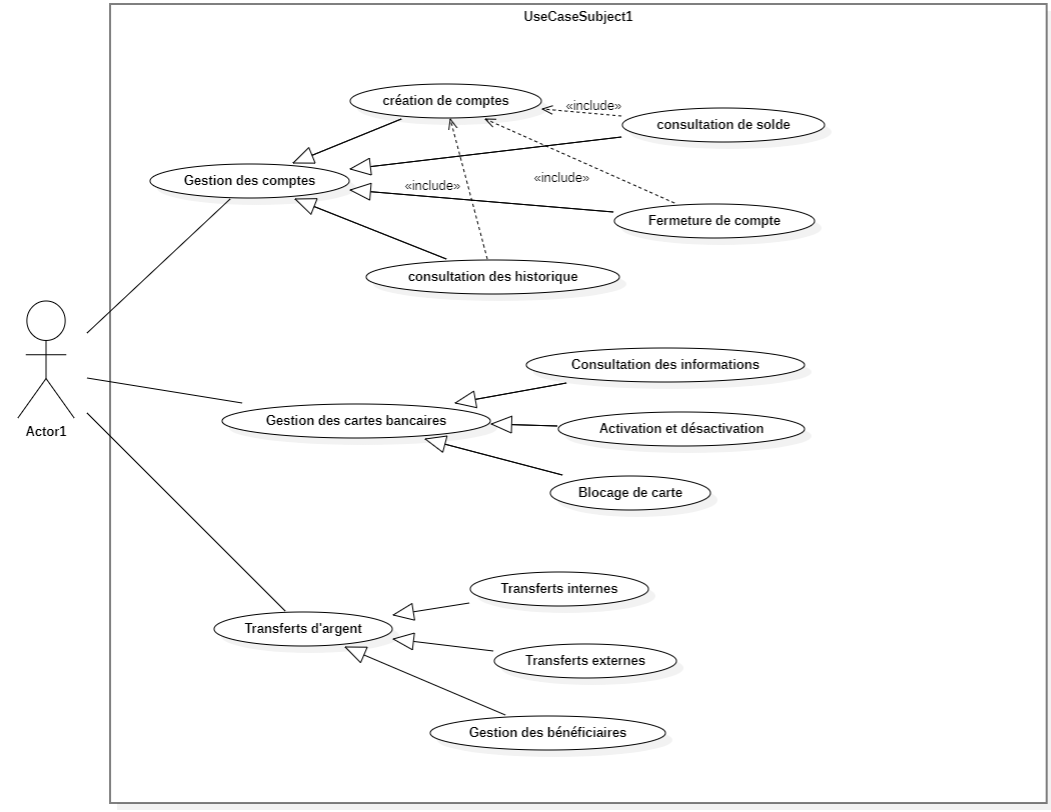 UseCaseSubject1
création de comptes
«include»
consultation de solde
Gestion des comptes
«include»
«include»
Fermeture de compte
consultation des historique
Actor1
Consultation des informations
Gestion des cartes bancaires
Activation et désactivation
Blocage de carte
Transferts internes
Transferts d'argent
Transferts externes
Gestion des bénéficiaires